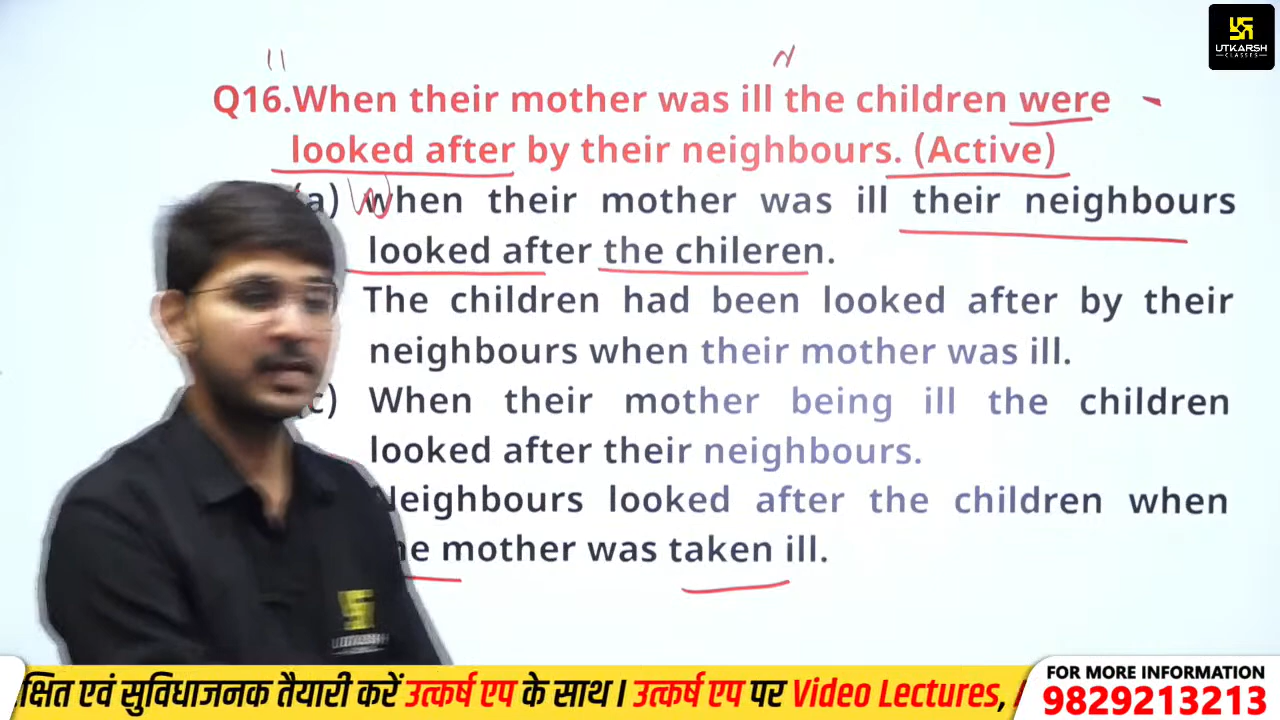 UTKARSH
CLASSES
Q16.When their mother was ill the children were
looked after by their neighbours. (Active)
a) when their mother was ill their neighbours
looked after the chileren.
The children had been looked after by their
neighbours when their mother was ill.
c) When their mother being ill the children
looked after their neighbours.
Neighbours looked after the children when
mother was taken ill.
एवं सुविधाजनक तैयारी करें उत्कर्ष एप के साथ । उत्कर्ष एप पर Video Lectures,
FOR MORE INFORMATION
9829213213